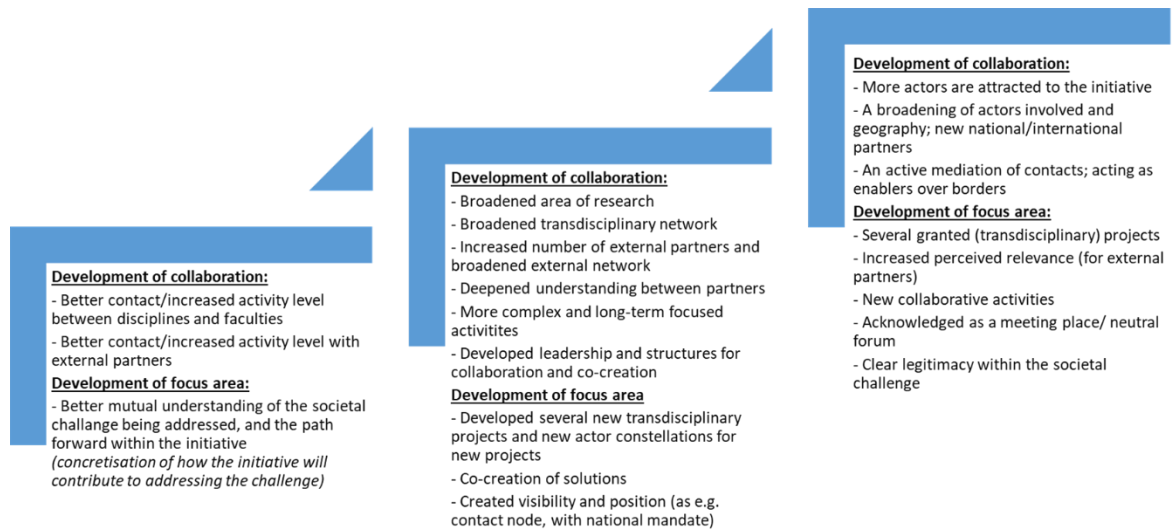 Development of collaboration:
- Better contact/increased activity level
between disciplines and faculties
- Better contact/increased activity level with
external partners
Development of focus area:
- Better mutual understanding of the societal
challange being addressed, and the path
forward within the initiative
(concretisation of how the initiative will
contribute to addressing the challenge)
Development of collaboration:
- Broadened area of research
- Broadened transdisciplinary network
- Increased number of external partners and
broadened external network
- Deepened understanding between partners
- More complex and long-term focused
activitites
- Developed leadership and structures for
collaboration and co-creation
Development of focus area
- Developed several new transdisciplinary
projects and new actor constellations for
new projects
- Co-creation of solutions
- Created visibility and position (as e.g.
contact node, with national mandate)
Development of collaboration:
- More actors are attracted to the initiative
- A broadening of actors involved and
geography; new national/international
partners
- An active mediation of contacts; acting as
enablers over borders
Development of focus area:
- Several granted (transdisciplinary) projects
- Increased perceived relevance (for external
partners)
- New collaborative activities
- Acknowledged as a meeting place/ neutral
forum
- Clear legitimacy within the societal
challenge